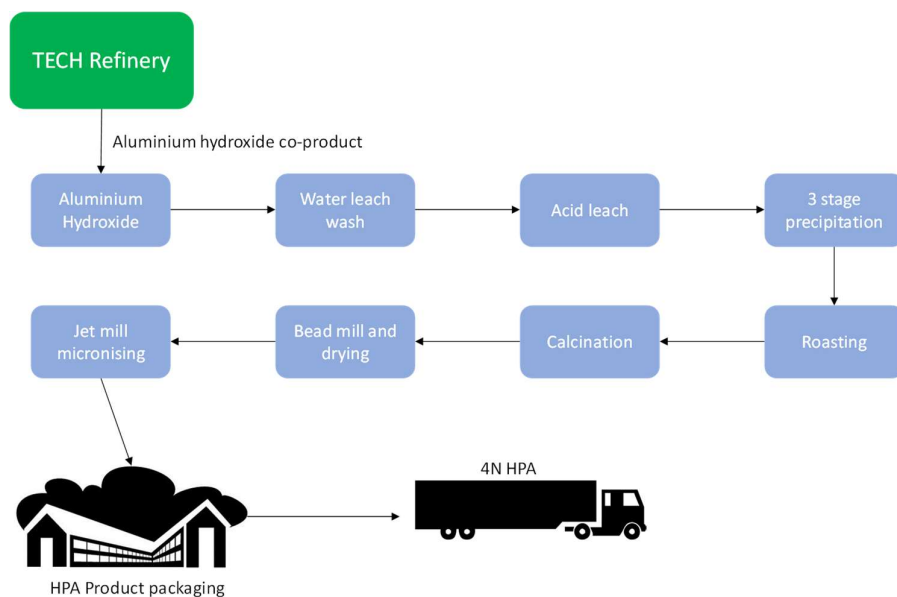 TECH Refinery
Aluminium hydroxide co-product
Aluminium
Hydroxide
Water leach
wash
Acid leach
3 stage
precipitation
Roasting
Calcination
Bead mill and
drying
Jet mill
micronising
4N HPA
HPA Product packaging